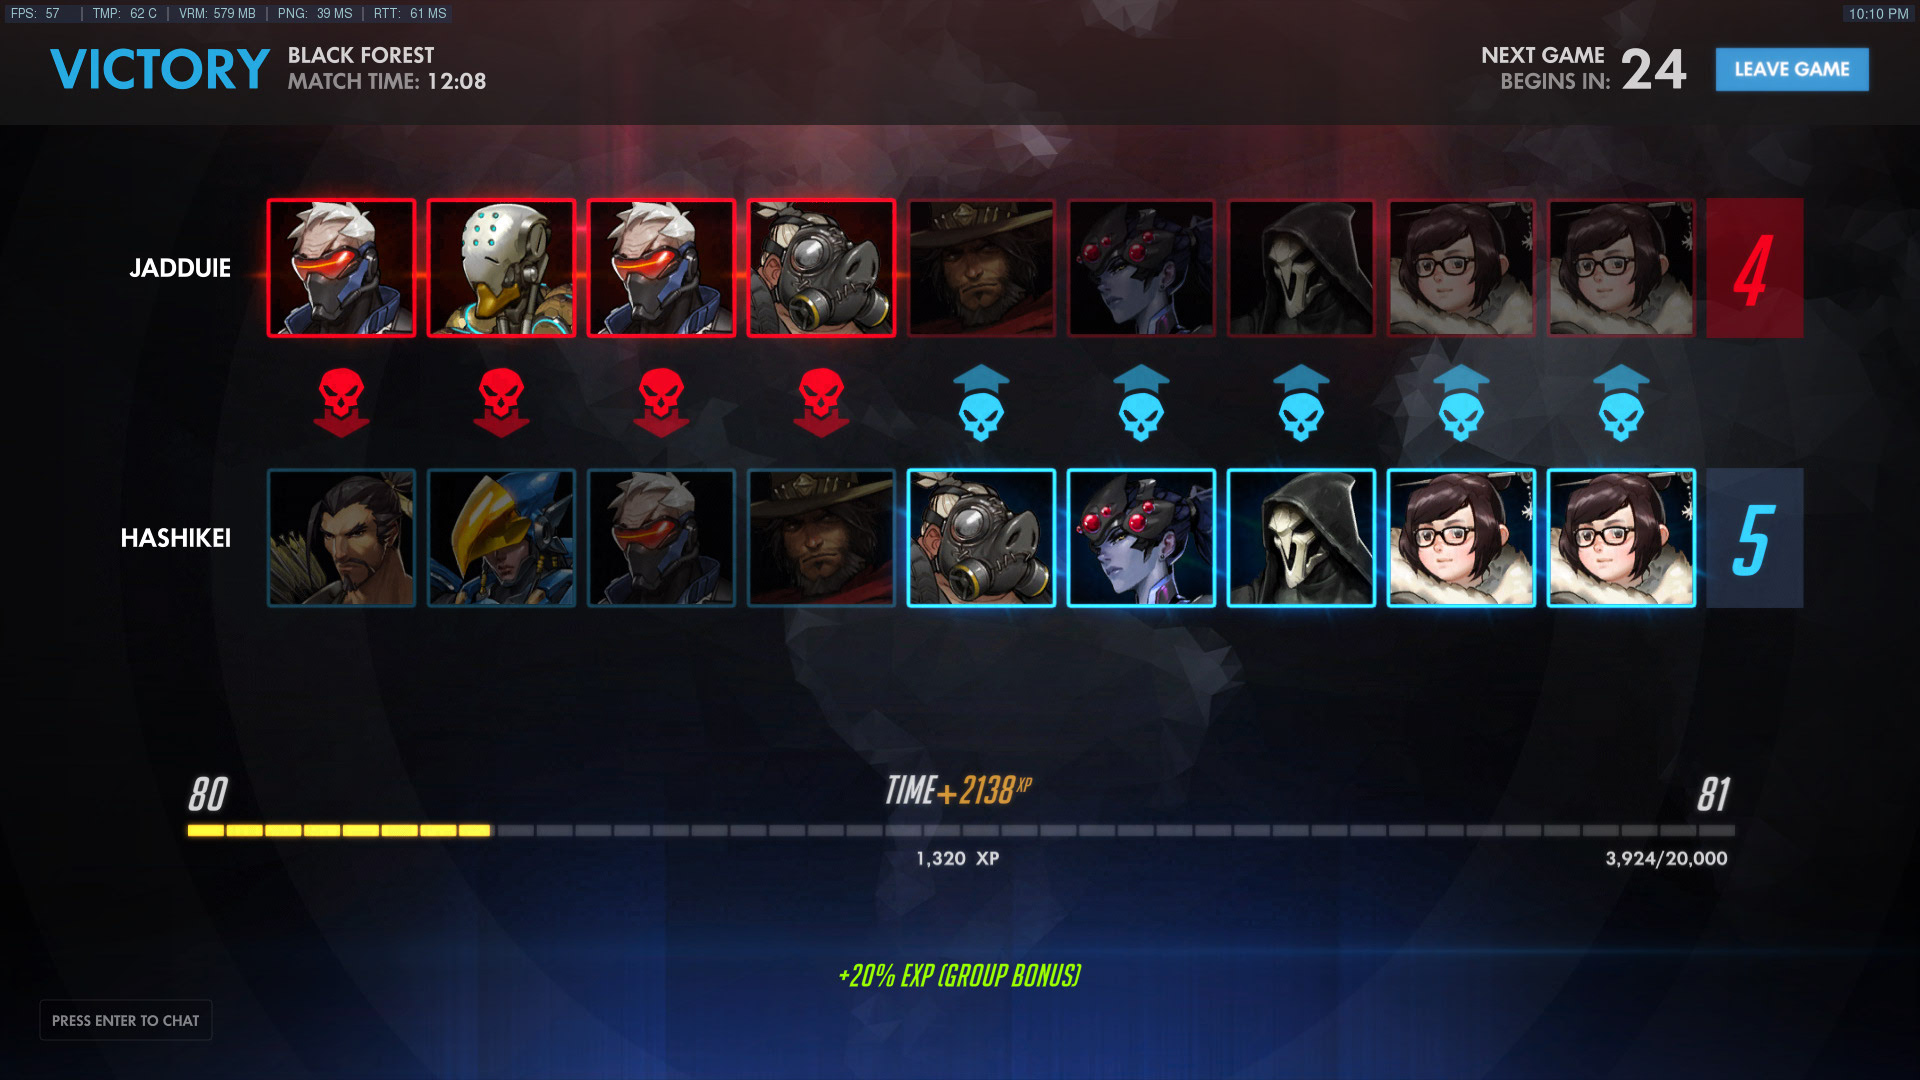 FPS: 57 | TMP: 62 C | VRM: 579 MB | PNG: 39 MS | RTT: 61 MS
10:10 PM
VICTORY
BLACK FOREST
MATCH TIME: 12:08
NEXT GAME
BEGINS IN: 24
LEAVE GAME
JADDUIE
4
HASHIKEI
5
80
TIME+2138XP
81
1,320 XP
3,924/20,000
+20% EXP (GROUP BONUS)
PRESS ENTER TO CHAT